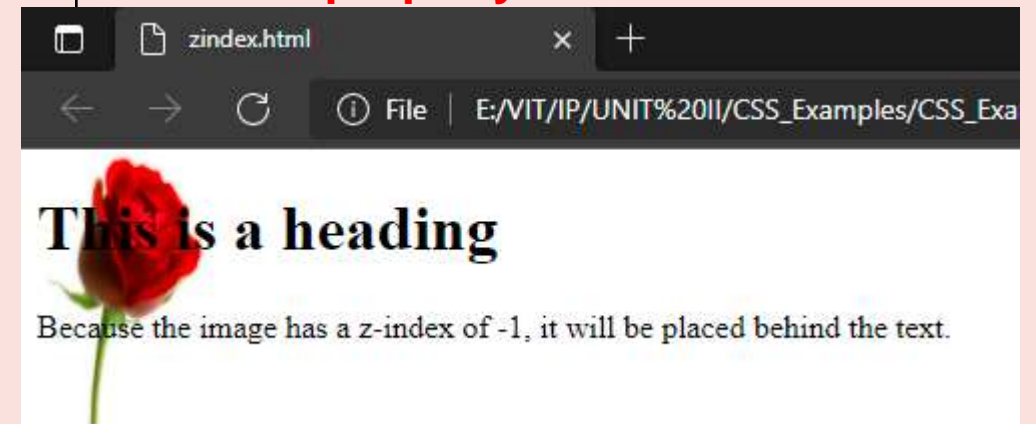 zindex.html
File | E:/VIT/IP/UNIT%20II/CSS_Examples/CSS_Exa
This is a heading
Because the image has a z-index of -1, it will be placed behind the text.